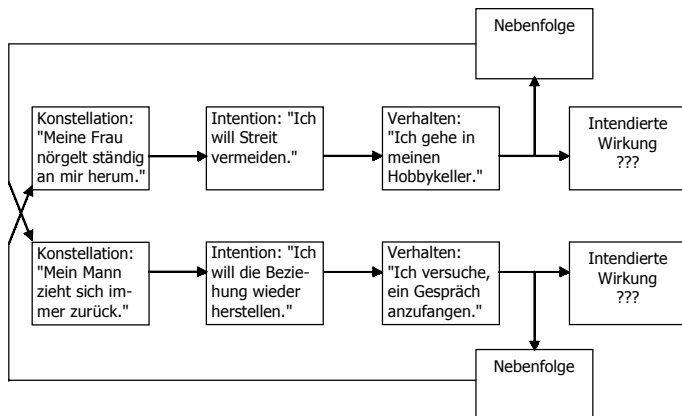 Nebenfolge
Konstellation:
"Meine Frau
nörgelt ständig
an mir herum."
Intention: "Ich
will Streit
vermeiden."
Verhalten:
"Ich gehe in
meinen
Hobbykeller."
Intendierte
Wirkung
???
Konstellation:
"Mein Mann
zieht sich im-
mer zurück."
Intention: "Ich
will die Bezie-
hung wieder
herstellen."
Verhalten:
"Ich versuche,
ein Gespräch
anzufangen."
Intendierte
Wirkung
???
Nebenfolge